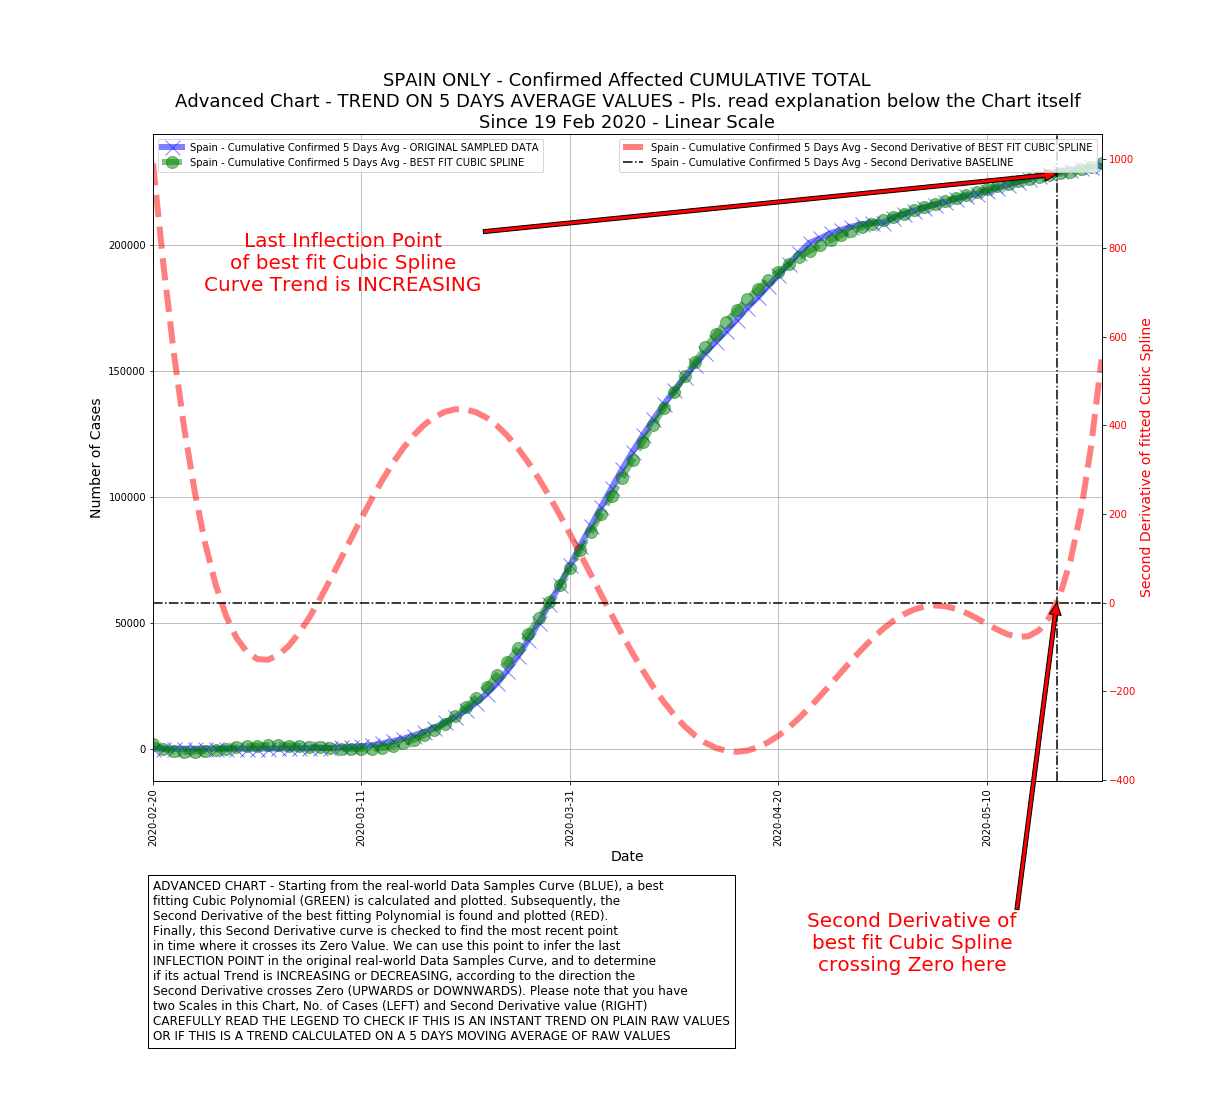 SPAIN ONLY - Confirmed Affected CUMULATIVE TOTAL
Advanced Chart - TREND ON 5 DAYS AVERAGE VALUES - Pls. read explanation below the Chart itself
Since 19 Feb 2020 - Linear Scale
Spain - Cumulative Confirmed 5 Days Avg - ORIGINAL SAMPLED DATA
Spain - Cumulative Confirmed 5 Days Avg - BEST FIT CUBIC SPLINE
Spain - Cumulative Confirmed 5 Days Avg - Second Derivative of BEST FIT CUBIC SPLINE
Spain - Cumulative Confirmed 5 Days Avg - Second Derivative BASELINE
Last Inflection Point
of best fit Cubic Spline
Curve Trend is INCREASING
Number of Cases
200000
150000
100000
50000
0
1000
800
600
400
200
0
−200
−400
Second Derivative of fitted Cubic Spline
2020-02-20
2020-03-11
2020-03-31
2020-04-20
2020-05-10
Date
ADVANCED CHART - Starting from the real-world Data Samples Curve (BLUE), a best
fitting Cubic Polynomial (GREEN) is calculated and plotted. Subsequently, the
Second Derivative of the best fitting Polynomial is found and plotted (RED).
Finally, this Second Derivative curve is checked to find the most recent point
in time where it crosses its Zero Value. We can use this point to infer the last
INFLECTION POINT in the original real-world Data Samples Curve, and to determine
if its actual Trend is INCREASING or DECREASING, according to the direction the
Second Derivative crosses Zero (UPWARDS or DOWNWARDS). Please note that you have
two Scales in this Chart, No. of Cases (LEFT) and Second Derivative value (RIGHT)
CAREFULLY READ THE LEGEND TO CHECK IF THIS IS AN INSTANT TREND ON PLAIN RAW VALUES
OR IF THIS IS A TREND CALCULATED ON A 5 DAYS MOVING AVERAGE OF RAW VALUES
Second Derivative of
best fit Cubic Spline
crossing Zero here